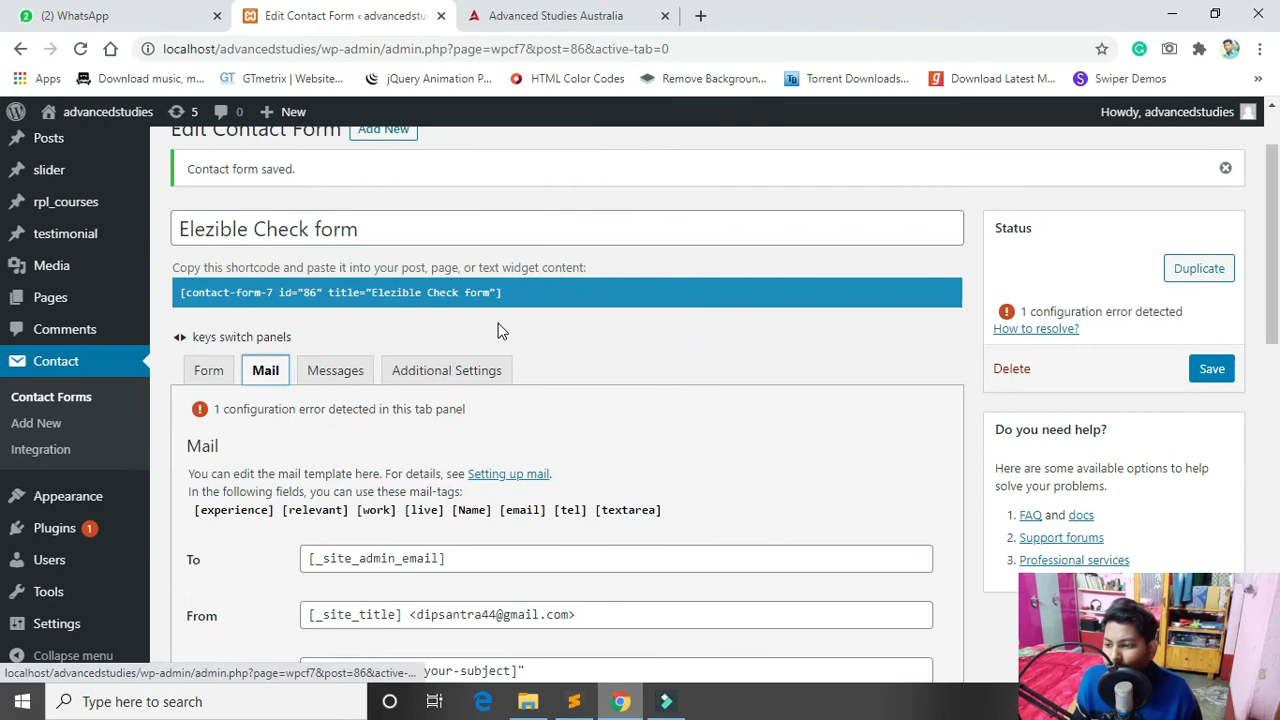 (2) WhatsApp
Edit Contact Form ‹ advancedstu
Advanced Studies Australia
localhost/advancedstudies/wp-admin/admin.php?page=wpcf7&post=86&active-tab=0
Apps
Download music, m...
GTmetrix | Website...
jQuery Animation P...
HTML Color Codes
Remove Backgroun...
Torrent Downloads...
Download Latest M...
Swiper Demos
»
advancedstudies
5
0
New
Howdy, advancedstudies
Posts
slider
rpl_courses
testimonial
Media
Pages
Comments
Contact
Contact Forms
Add New
Integration
Appearance
Plugins 1
Users
Tools
Settings
Collapse menu
Edit Contact Form
Add New
Contact form saved.
Elezible Check form
Copy this shortcode and paste it into your post, page, or text widget content:
[contact-form-7 id="86" title="Elezible Check form"]
keys switch panels
Form
Mail
Messages
Additional Settings
1 configuration error detected in this tab panel
Mail
You can edit the mail template here. For details, see Setting up mail.
In the following fields, you can use these mail-tags:
[experience] [relevant] [work] [live] [Name] [email] [tel] [textarea]
To
[_site_admin_email]
From
[_site_title] <dipsantra44@gmail.com>
your-subject]"
Status
Duplicate
1 configuration error detected
How to resolve?
Delete
Save
Do you need help?
Here are some available options to help
solve your problems.
1. FAQ and docs
2. Support forums
3. Professional services
localhost/advancedstudies/wp-admin/admin.php?page=wpcf7&post=86&active-...
Type here to search